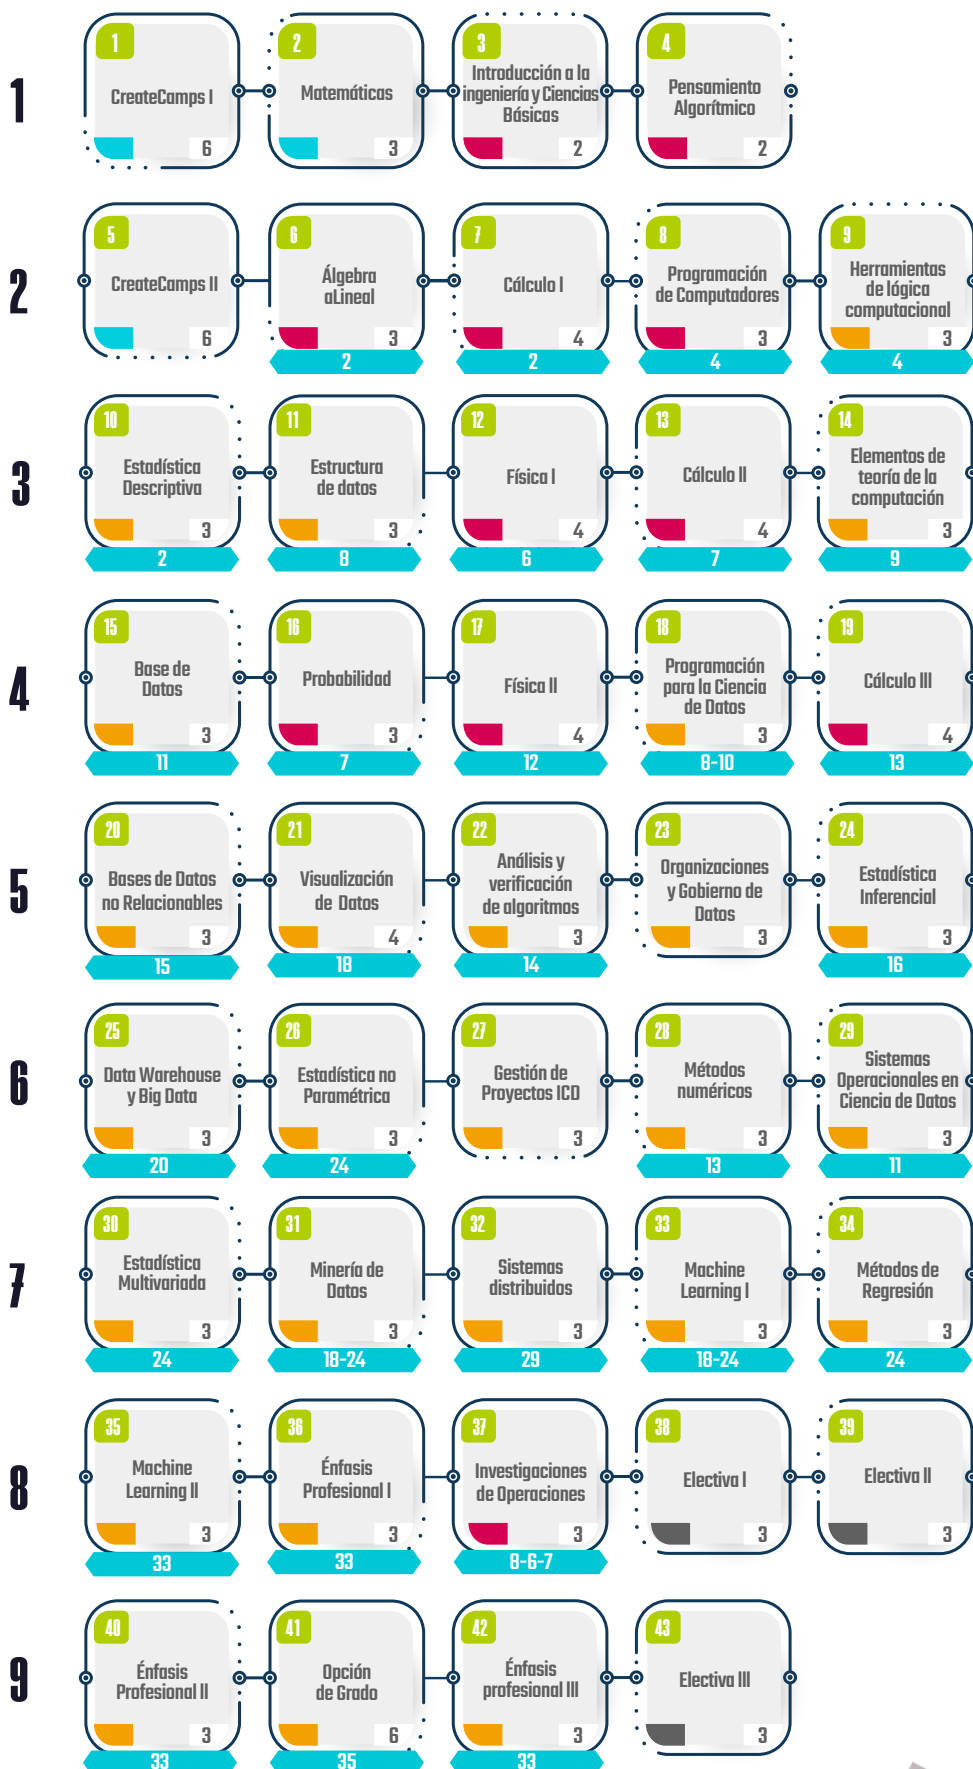 1
1
CreateCamps I
6
2
Matemáticas
3
3
Introducción a la
ingeniería y Ciencias
Básicas
2
4
Pensamiento
Algorítmico
2
2
5
CreateCamps II
6
6
Álgebra
aLineal
3
2
7
Cálculo I
4
2
8
Programación
de Computadores
3
4
9
Herramientas
de lógica
computacional
3
4
3
10
Estadística
Descriptiva
3
2
11
Estructura
de datos
3
8
12
Física I
4
6
13
Cálculo II
4
7
14
Elementos de
teoría de la
computación
3
9
4
15
Base de
Datos
3
11
16
Probabilidad
3
7
17
Física II
4
12
18
Programación
para la Ciencia
de Datos
3
8-10
19
Cálculo III
4
13
5
20
Bases de Datos
no Relacionables
3
15
21
Visualización
de Datos
4
18
22
Análisis y
verificación
de algoritmos
3
14
23
Organizaciones
y Gobierno de
Datos
3
24
Estadística
Inferencial
3
16
6
25
Data Warehouse
y Big Data
3
20
26
Estadística no
Paramétrica
3
24
27
Gestión de
Proyectos ICD
3
28
Métodos
numéricos
3
13
29
Sistemas
Operacionales en
Ciencia de Datos
3
11
7
30
Estadística
Multivariada
3
24
31
Minería de
Datos
3
18-24
32
Sistemas
distribuidos
3
29
33
Machine
Learning I
3
18-24
34
Métodos de
Regresión
3
24
8
35
Machine
Learning II
3
33
36
Énfasis
Profesional I
3
33
37
Investigaciones
de Operaciones
3
8-6-7
38
Electiva I
3
39
Electiva II
3
9
40
Énfasis
Profesional II
3
33
41
Opción
de Grado
6
35
42
Énfasis
profesional III
3
33
43
Electiva III
3